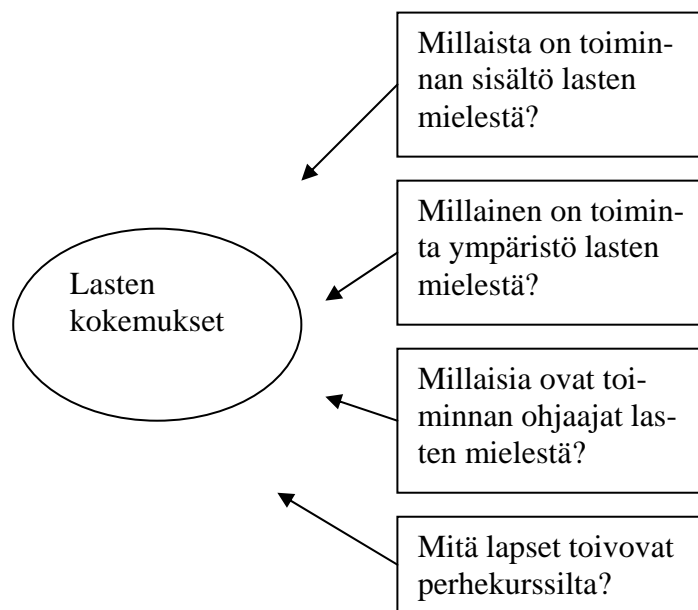 Millaista on toimin-
nan sisältö lasten
mielestä?
Millainen on toimin-
ta ympäristö lasten
mielestä?
Lasten
kokemukset
Millaisia ovat toi-
minnan ohjaajat las-
ten mielestä?
Mitä lapset toivovat
perhekurssilta?